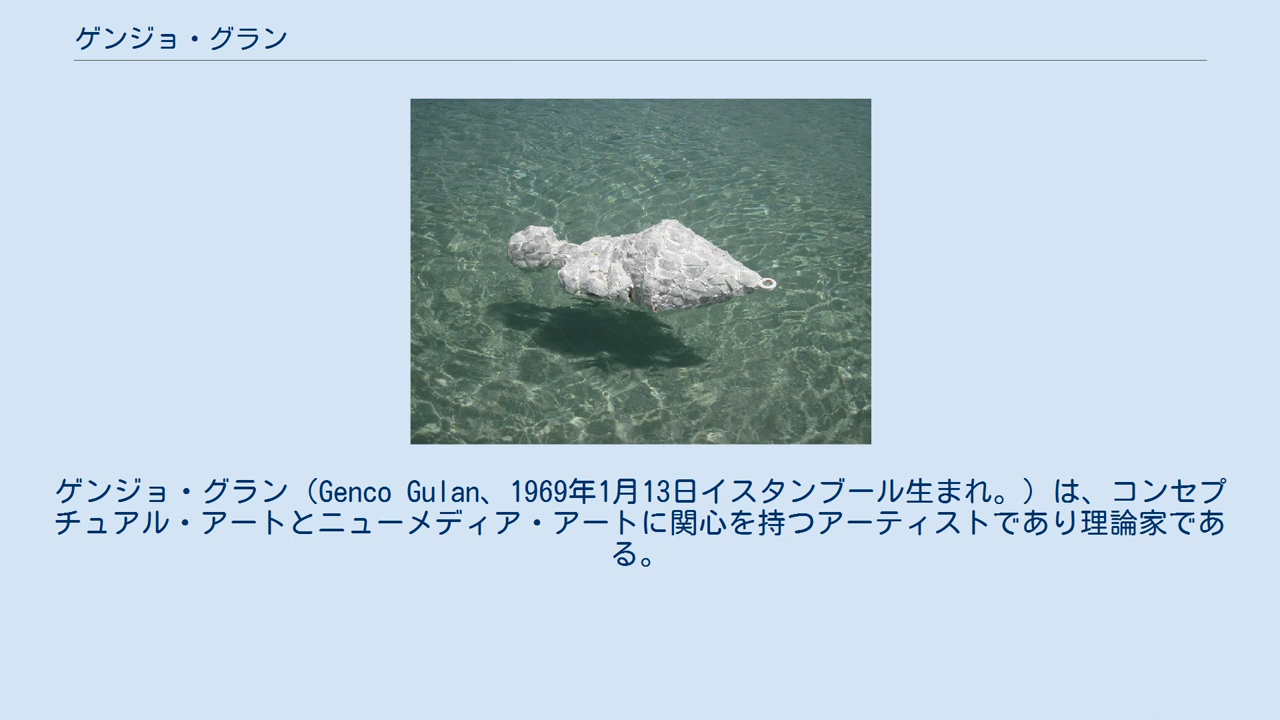 ゲンジョ・グラン
ゲンジョ・グラン（Genco Gulan、1969年1月13日イスタンブール生まれ。）は、コンセプ
チュアル・アートとニューメディア・アートに関心を持つアーティストであり理論家であ
る。